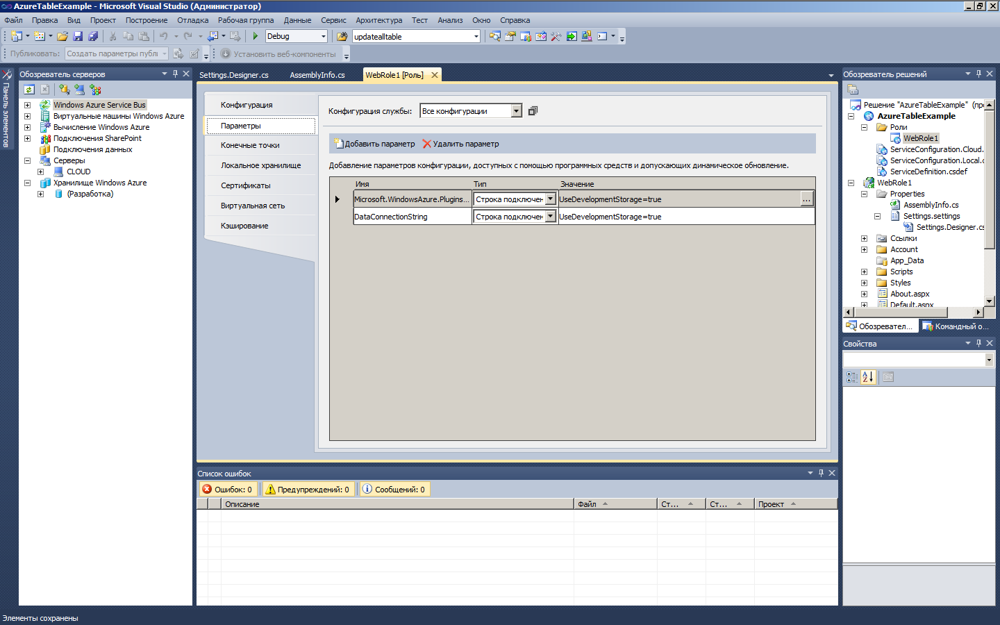 AzureTableExample - Microsoft Visual Studio (Администратор)
Файл Правка Вид Проект Построение Отладка Рабочая группа Данные Сервис Архитектура Тест Анализ Окно Справка
Debug updatealltable
Публиковать: Создать параметры публ Установить веб-компоненты
Панель элементов
Обозреватель серверов
Windows Azure Service Bus
Виртуальные машины Windows Azure
Вычисление Windows Azure
Подключения SharePoint
Подключения данных
Серверы
CLOUD
Хранилище Windows Azure
(Разработка)
Settings.Designer.cs AssemblyInfo.cs WebRole1 [Роль]
Конфигурация
Параметры
Конечные точки
Локальное хранилище
Сертификаты
Виртуальная сеть
Кэширование
Конфигурация службы: Все конфигурации
Добавить параметр Удалить параметр
Добавление параметров конфигурации, доступных с помощью программных средств и допускающих динамическое обновление.
Имя Тип Значение
Microsoft.WindowsAzure.Plugins... Строка подключен UseDevelopmentStorage=true ...
DataConnectionString Строка подключен UseDevelopmentStorage=true
Список ошибок
Ошибок: 0 Предупреждений: 0 Сообщений: 0
Описание Файл Ст... Ст... Проект
Обозреватель решений
Решение "AzureTableExample" (про
AzureTableExample
Роли
WebRole1
ServiceConfiguration.Cloud.
ServiceConfiguration.Local.c
ServiceDefinition.csdef
WebRole1
Properties
AssemblyInfo.cs
Settings.settings
Settings.Designer.cs
Ссылки
Account
App_Data
Scripts
Styles
About.aspx
Default.aspx
Обозревател... Командный о...
Свойства
Элементы сохранены